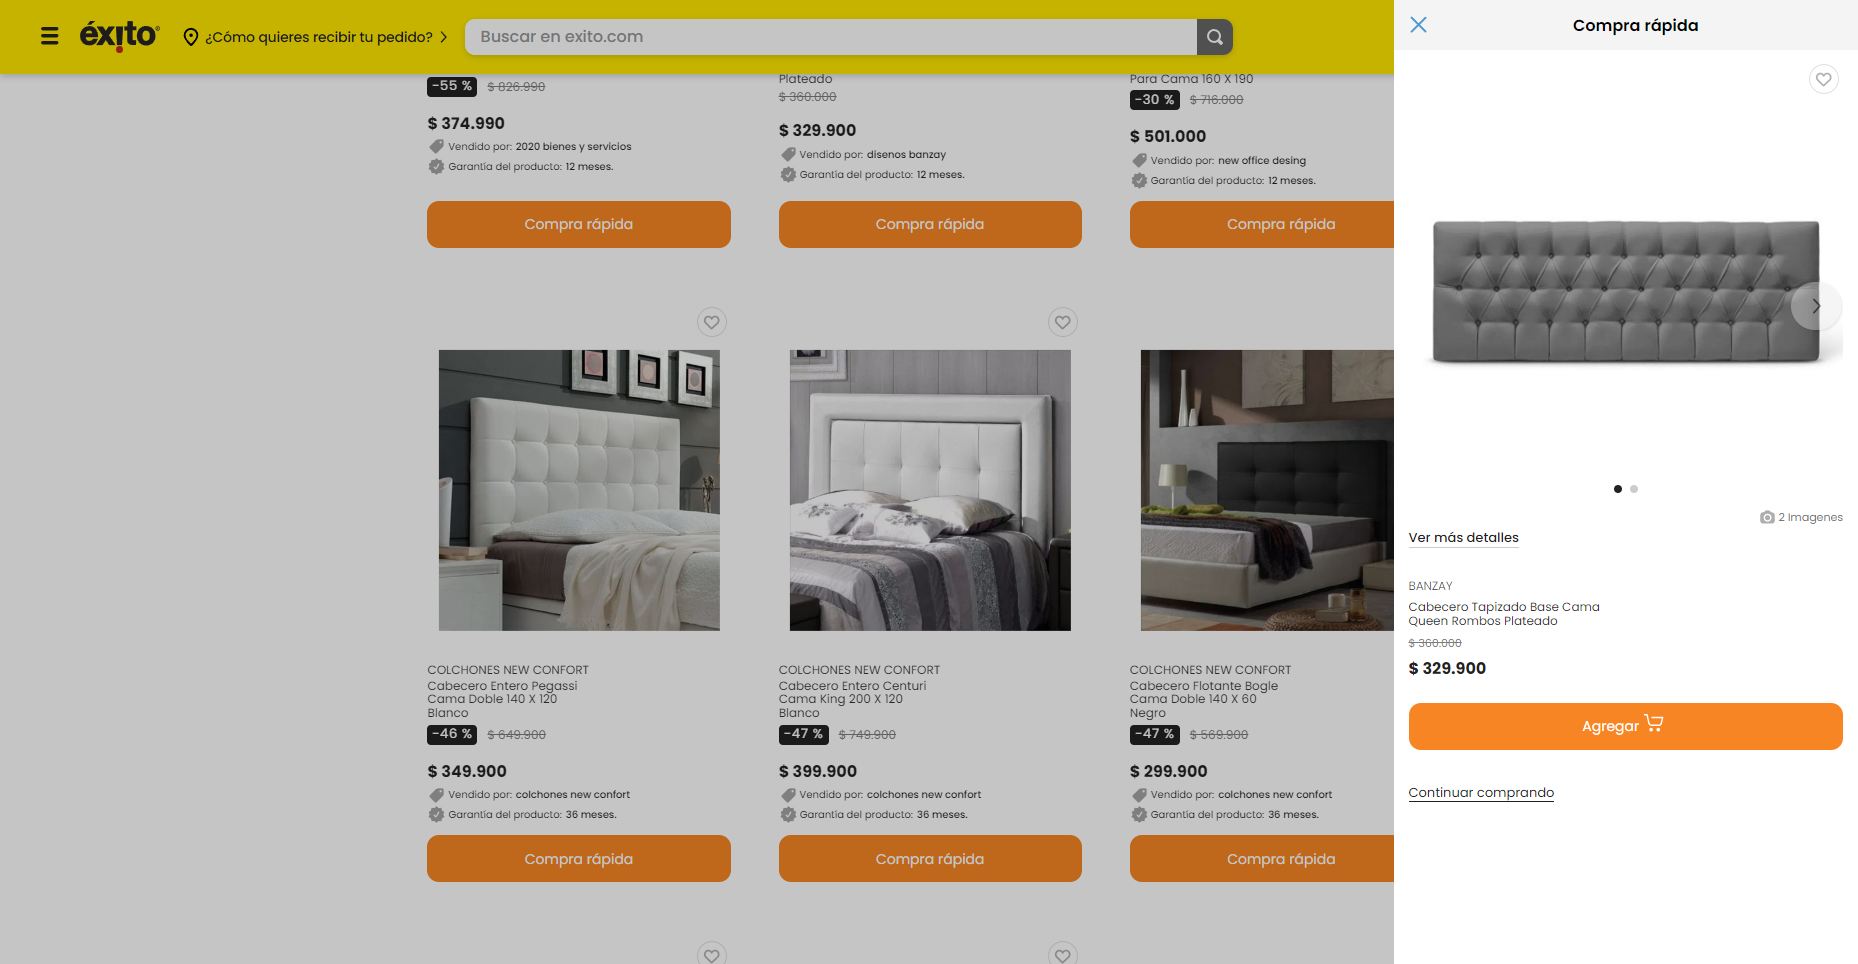 éxito
¿Cómo quieres recibir tu pedido?
Buscar en exito.com
-55 % $ 826.990
$ 374.990
Vendido por: 2020 bienes y servicios
Garantía del producto: 12 meses.
Compra rápida
Plateado
$ 360.000
$ 329.900
Vendido por: disenos banzay
Garantía del producto: 12 meses.
Compra rápida
Para Cama 160 X 190
-30 % $ 716.000
$ 501.000
Vendido por: new office desing
Garantía del producto: 12 meses.
Compra rápida
COLCHONES NEW CONFORT
Cabecero Entero Pegassi
Cama Doble 140 X 120
Blanco
-46 % $ 649.900
$ 349.900
Vendido por: colchones new confort
Garantía del producto: 36 meses.
Compra rápida
COLCHONES NEW CONFORT
Cabecero Entero Centuri
Cama King 200 X 120
Blanco
-47 % $ 749.900
$ 399.900
Vendido por: colchones new confort
Garantía del producto: 36 meses.
Compra rápida
COLCHONES NEW CONFORT
Cabecero Flotante Bogle
Cama Doble 140 X 60
Negro
-47 % $ 569.900
$ 299.900
Vendido por: colchones new confort
Garantía del producto: 36 meses.
Compra rápida
Compra rápida
2 Imagenes
Ver más detalles
BANZAY
Cabecero Tapizado Base Cama
Queen Rombos Plateado
$ 360.000
$ 329.900
Agregar
Continuar comprando